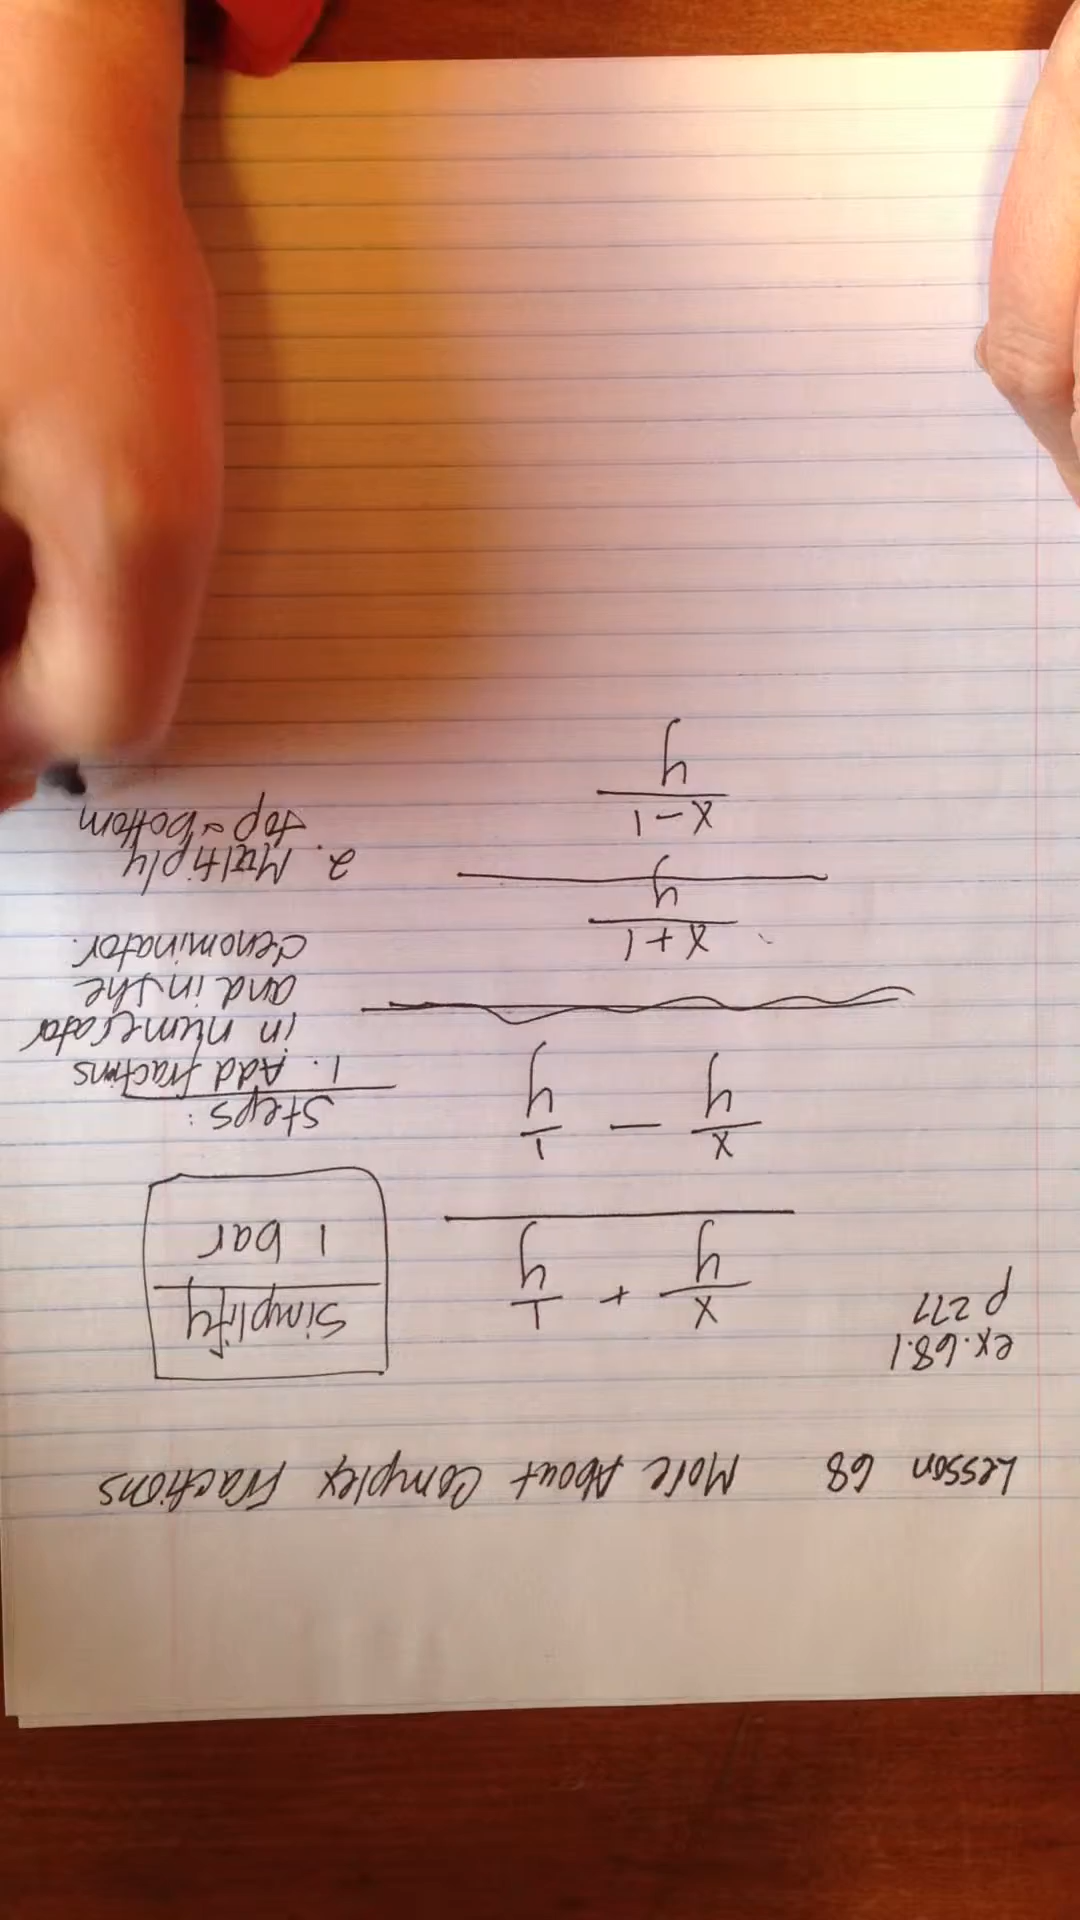 Lesson 68 More About Complex Fractions
ex. 68.1
p 277
x/y + 1/y
x/y - 1/y
Simplify
1 bar
Steps:
1. Add fractions
in numerator
and in the
denominator.
x+1
y
x-1
y
2. Multiply
top & bottom